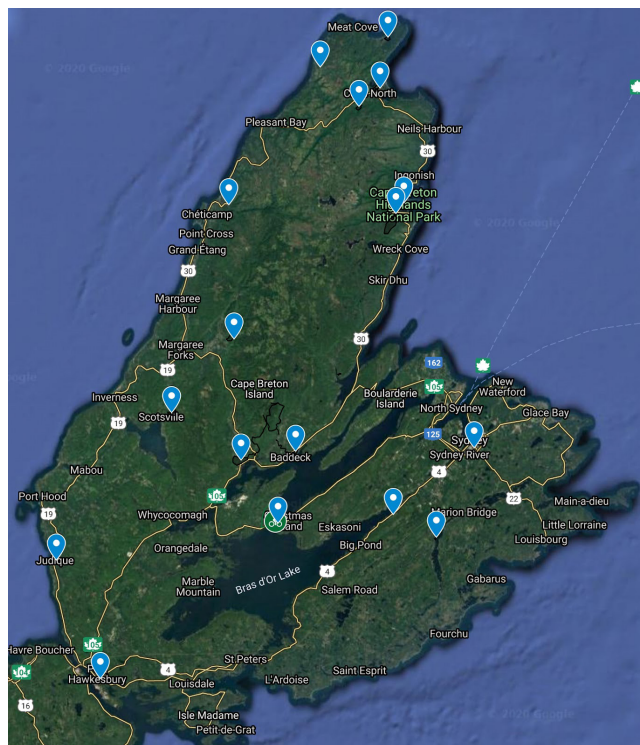 Meat Cove
© 2020 Google
North
Pleasant Bay
Neils Harbour
30
Ingonish
Cape Breton
Highlands
National Park
© 2020 Google
Chéticamp
Point Cross
Grand Étang
Wreck Cove
30
Skir Dhu
Margaree
Harbour
30
Margaree
Forks
162
19
105
New
Waterford
Cape Breton
Island
Boularderie
Island
Inverness
North Sydney
Glace Bay
Scotsville
19
125
Sydney
Sydney River
Baddeck
Mabou
4
Port Hood
105
22
Main-a-dieu
19
Whycocomagh
Marion Bridge
Little Lorraine
Eskasoni
Louisbourg
Orangedale
Big Pond
Judique
4
Bras d'Or Lake
Gabarus
Marble
Mountain
Salem Road
Fourchu
105
Havre Boucher
St.Peters
104
4
Saint Esprit
Hawkesbury
Louisdale
L'Ardoise
16
Isle Madame
Petit-de-Grat